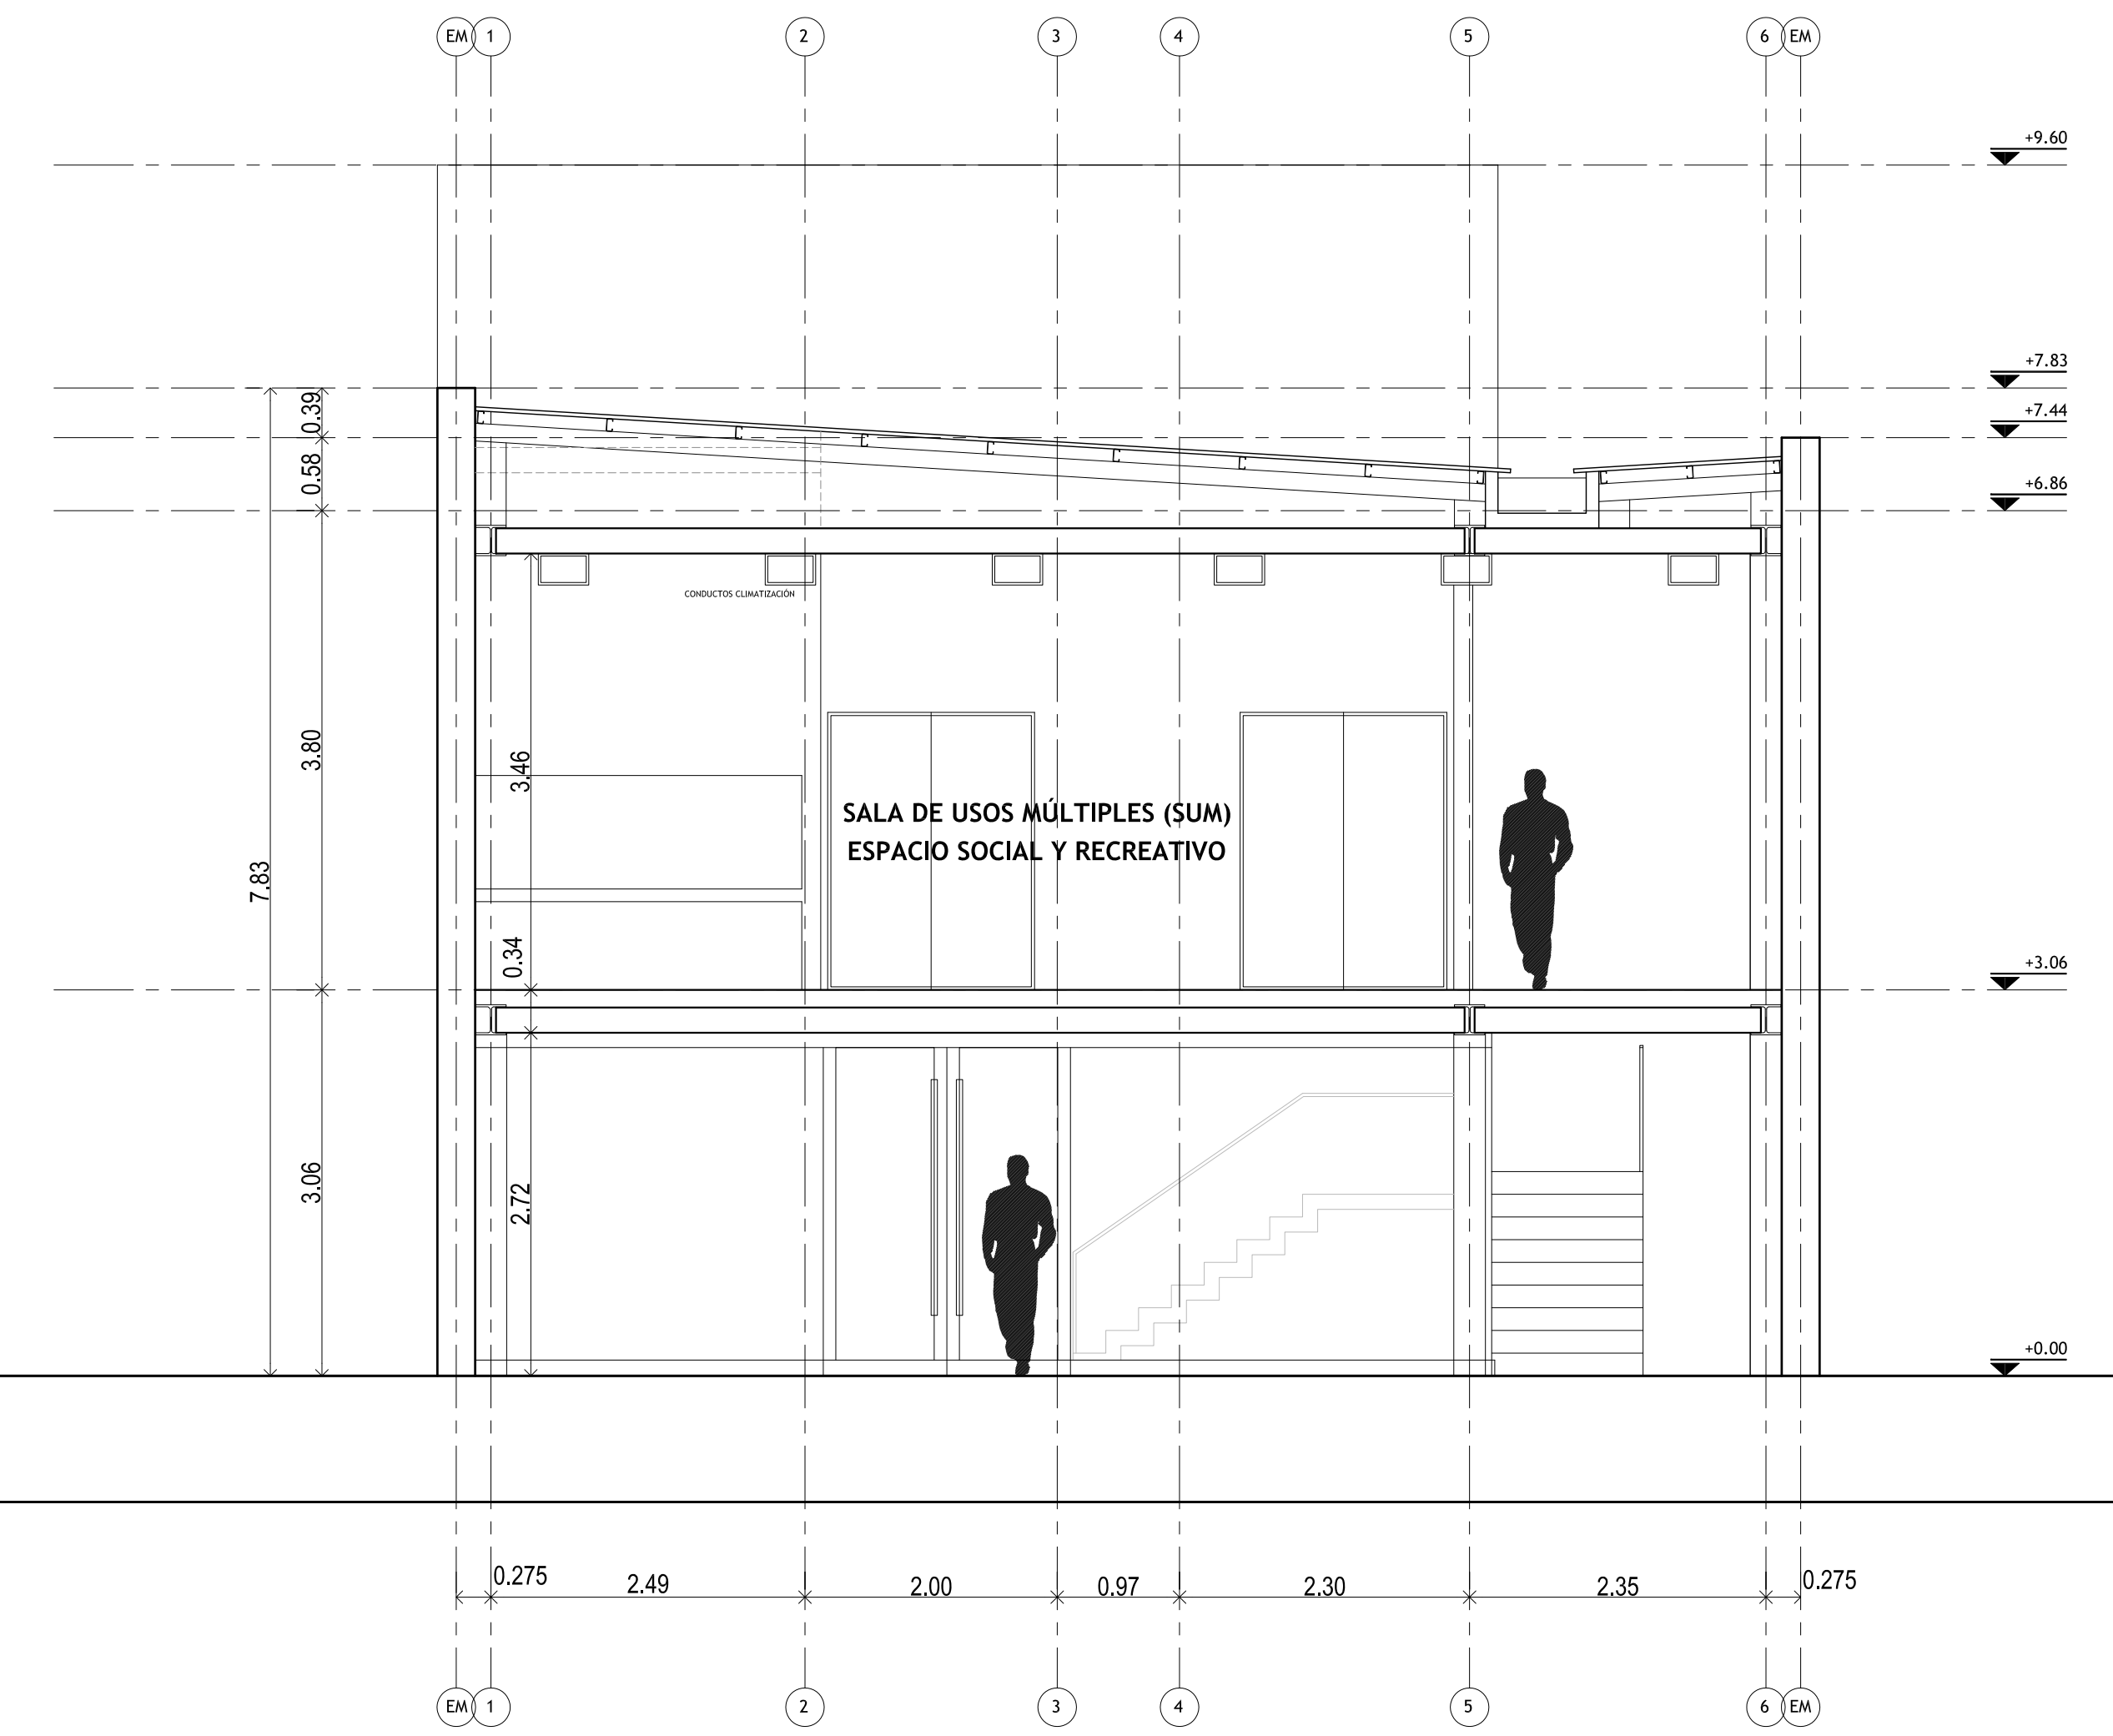 EM 1 2 3 4 5 6 EM
+9.60
+7.83
0.39
+7.44
0.58
+6.86
CONDUCTOS CLIMATIZACIÓN
3.80
3.46
SALA DE USOS MÚLTIPLES (SUM)
ESPACIO SOCIAL Y RECREATIVO
7.83
0.34
+3.06
3.06
2.72
+0.00
0.275 2.49 2.00 0.97 2.30 2.35 0.275
EM 1 2 3 4 5 6 EM